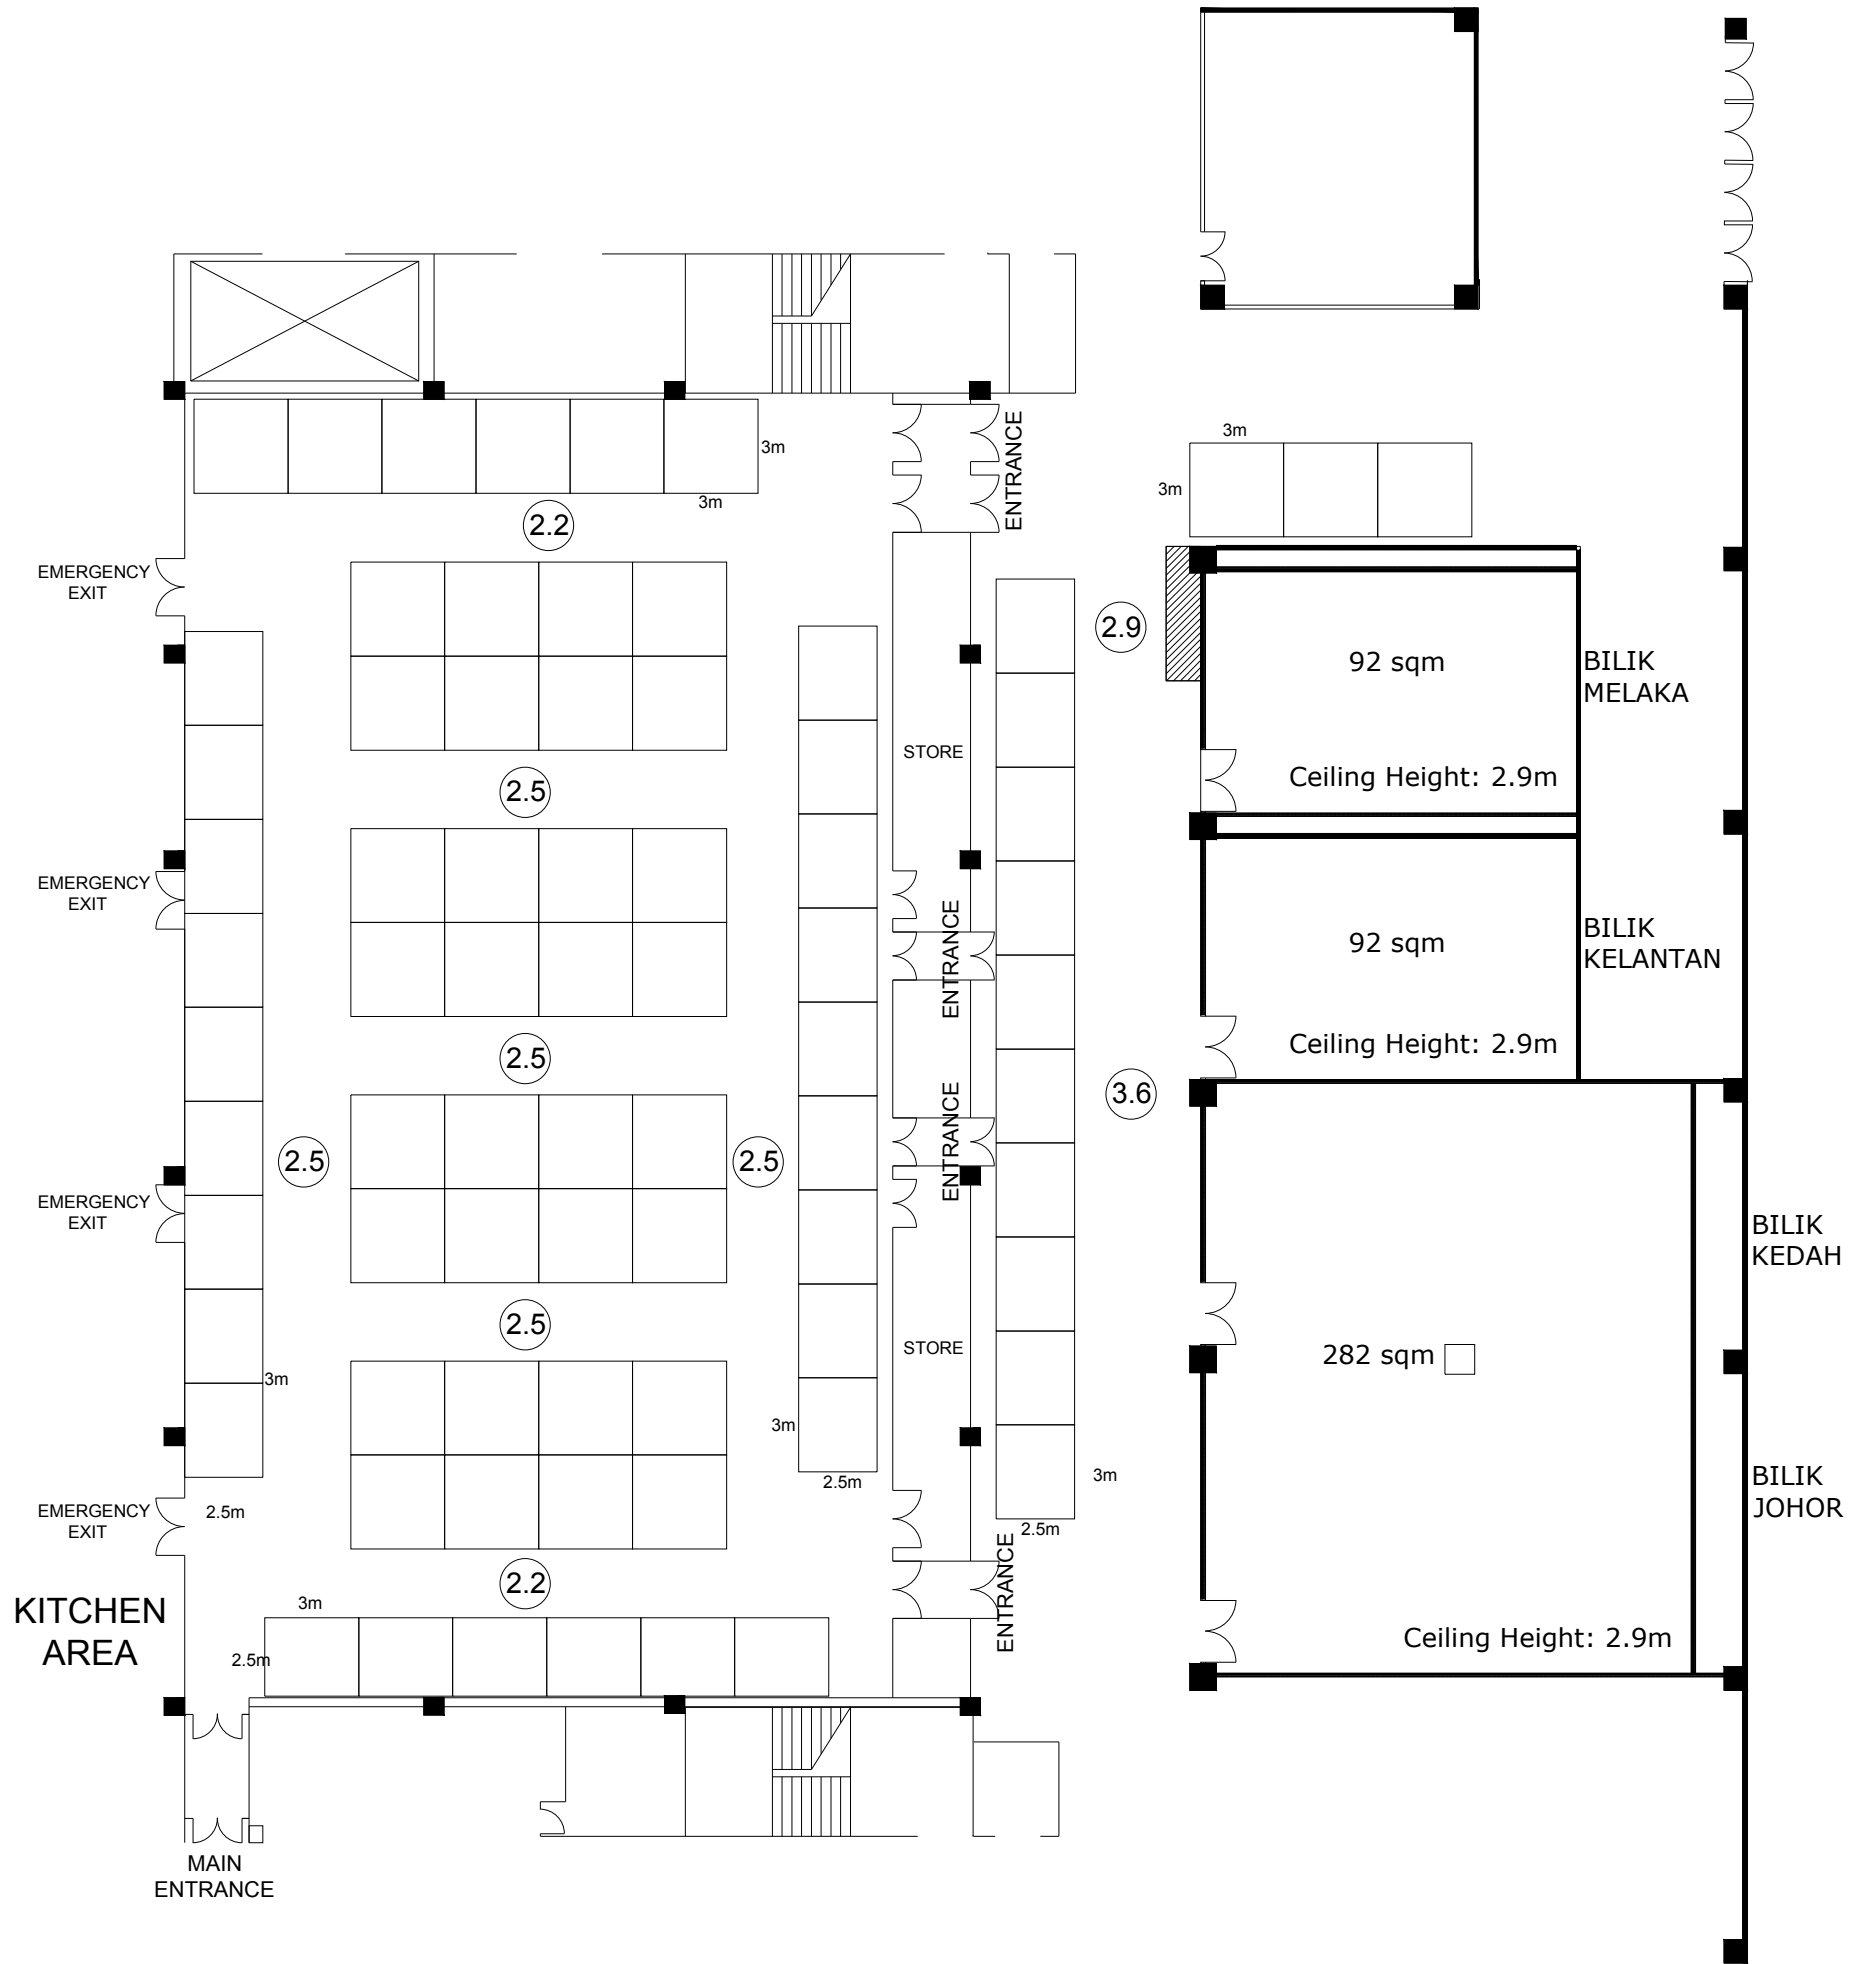 3m
3m
3m
3m
ENTRANCE
2.2
EMERGENCY
EXIT
2.9
92 sqm
BILIK
MELAKA
STORE
Ceiling Height: 2.9m
2.5
EMERGENCY
EXIT
ENTRANCE
92 sqm
BILIK
KELANTAN
2.5
Ceiling Height: 2.9m
3.6
ENTRANCE
2.5
2.5
EMERGENCY
EXIT
BILIK
KEDAH
2.5
STORE
282 sqm
3m
3m
2.5m
3m
BILIK
JOHOR
EMERGENCY
EXIT
2.5m
2.5m
ENTRANCE
2.2
KITCHEN
AREA
3m
2.5m
Ceiling Height: 2.9m
MAIN
ENTRANCE